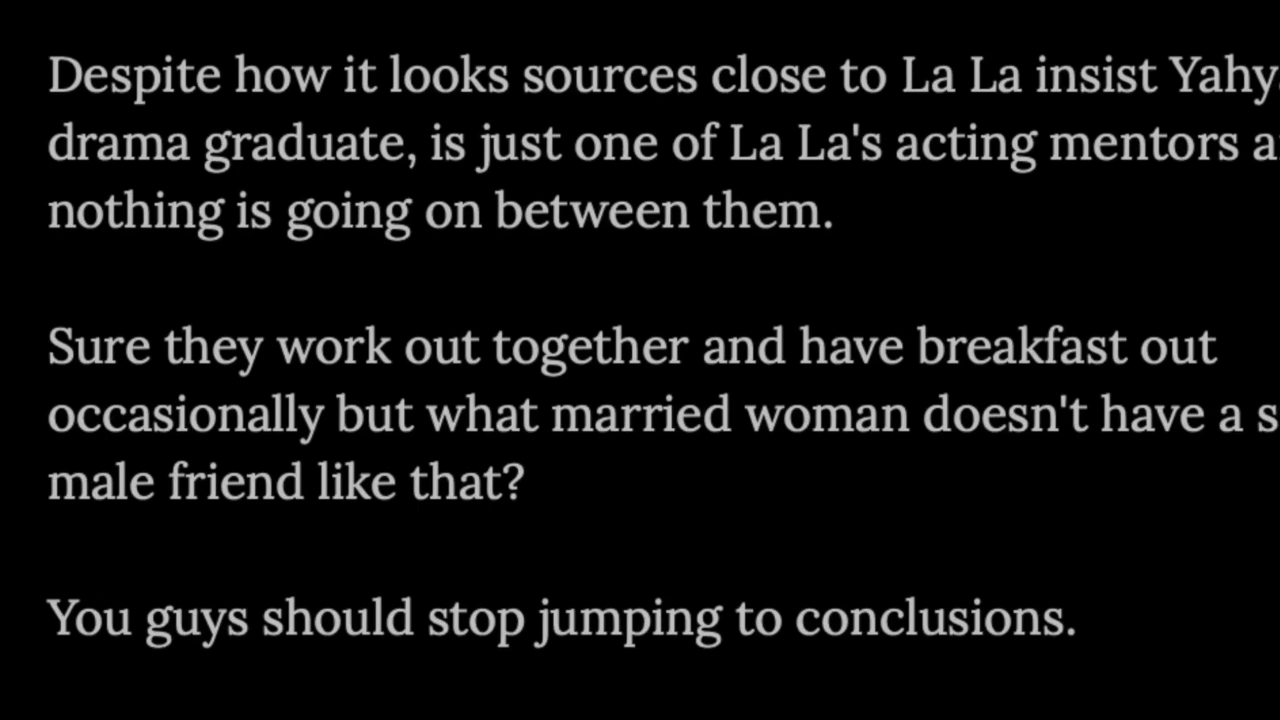 Despite how it looks sources close to La La insist
drama graduate, is just one of La La's acting mentors
nothing is going on between them.
Sure they work out together and have breakfast out
occasionally but what married woman doesn't have a
male friend like that?
You guys should stop jumping to conclusions.